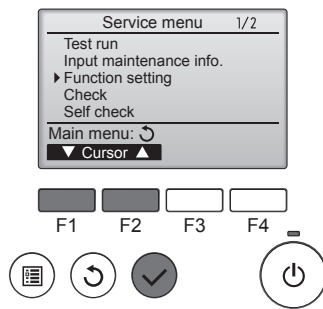 Service menu 1/2
Test run
Input maintenance info.
Function setting
Check
Self check
Main menu:
Cursor
F1 F2 F3 F4